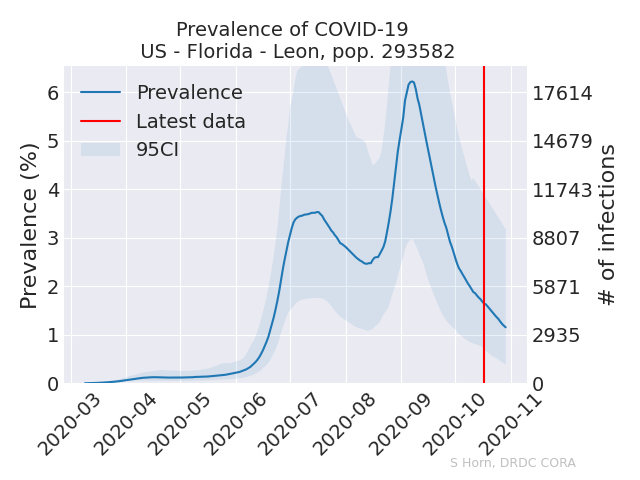 Prevalence of COVID-19
US - Florida - Leon, pop. 293582
Prevalence
Latest data
95CI
Prevalence (%)
6
5
4
3
2
1
0
17614
14679
11743
8807
5871
2935
0
# of infections
2020-03
2020-04
2020-05
2020-06
2020-07
2020-08
2020-09
2020-10
2020-11
S Horn, DRDC CORA